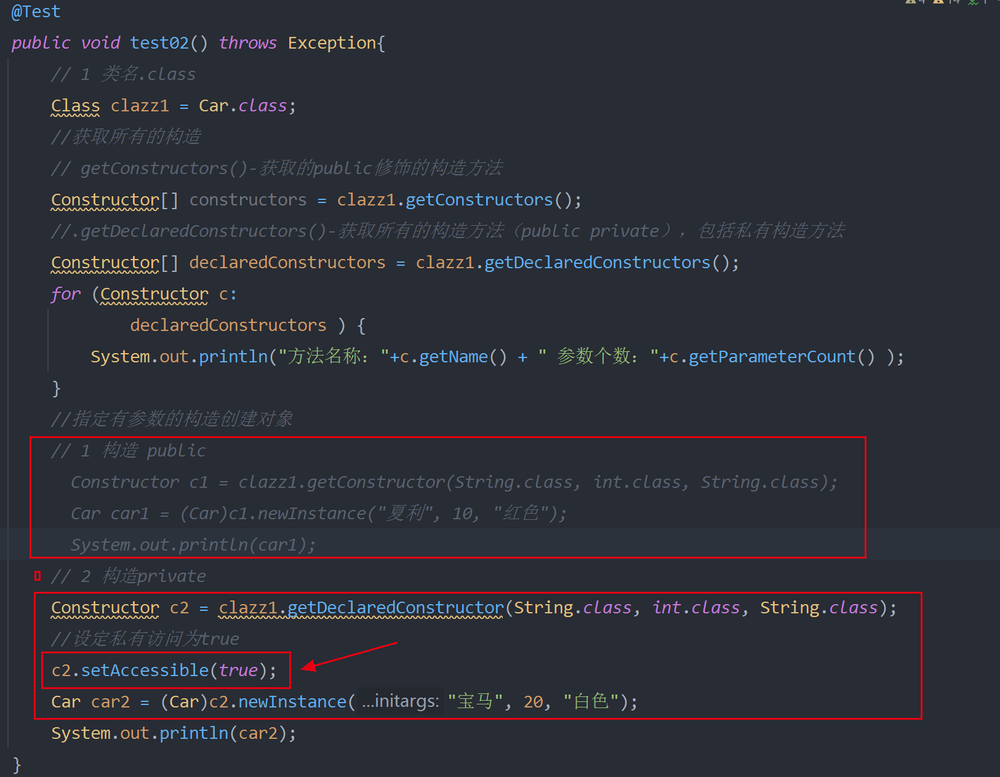 4 14 1
@Test
public void test02() throws Exception{
// 1 类名.class
Class clazz1 = Car.class;
//获取所有的构造
// getConstructors()-获取的public修饰的构造方法
Constructor[] constructors = clazz1.getConstructors();
//.getDeclaredConstructors()-获取所有的构造方法（public private），包括私有构造方法
Constructor[] declaredConstructors = clazz1.getDeclaredConstructors();
for (Constructor c:
declaredConstructors ) {
System.out.println("方法名称："+c.getName() + " 参数个数："+c.getParameterCount() );
}
//指定有参数的构造创建对象
// 1 构造 public
Constructor c1 = clazz1.getConstructor(String.class, int.class, String.class);
Car car1 = (Car)c1.newInstance("夏利", 10, "红色");
System.out.println(car1);
// 2 构造private
Constructor c2 = clazz1.getDeclaredConstructor(String.class, int.class, String.class);
//设定私有访问为true
c2.setAccessible(true);
Car car2 = (Car)c2.newInstance( ...initargs: "宝马", 20, "白色");
System.out.println(car2);
}